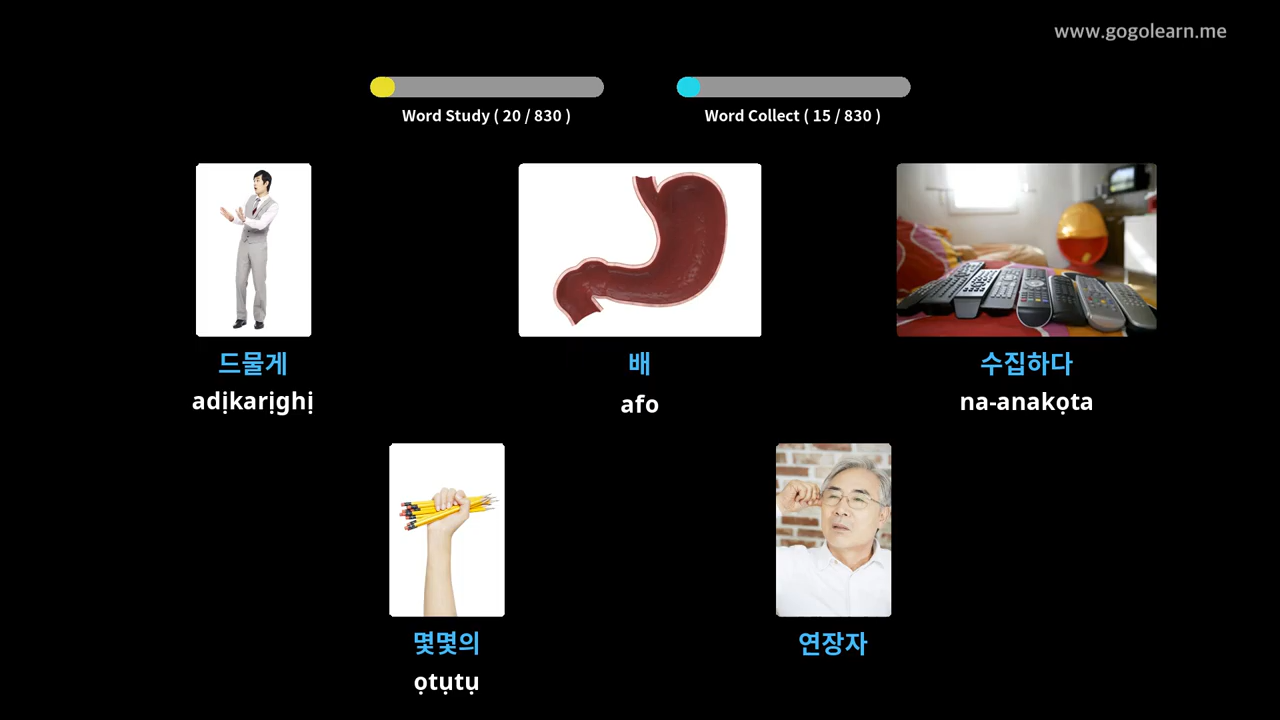 www.gogolearn.me
Word Study ( 20 / 830 )
Word Collect ( 15 / 830 )
드물게
adịkarịghị
배
afo
수집하다
na-anakọta
몇몇의
ọtụtụ
연장자